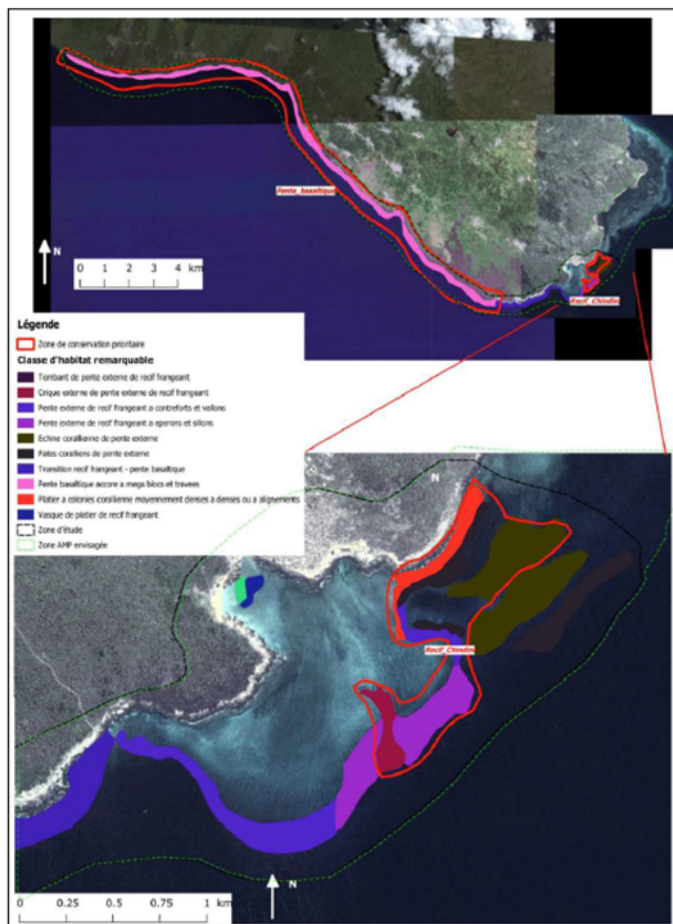 Pente_basaltique
N
0 1 2 3 4 km
Recif_Chindin
Légende
Zone de conservation prioritaire
Classe d'habitat remarquable
Tombant de pente externe de recif frangeant
Crique externe de pente externe de recif frangeant
Pente externe de recif frangeant a contreforts et vallons
Pente externe de recif frangeant a eperons et sillons
Echine corallienne de pente externe
Pates coraliens de pente externe
Transition recif frangeant - pente basaltique
Pente basaltique accore a mega blocs et travees
Platier a colonies corallienne moyennement denses a denses ou a alignements
Vasque de platier de recif frangeant
Zone d'étude
Zone AMP envisagée
N
Recif_Chindin
N
0 0.25 0.5 0.75 1 km